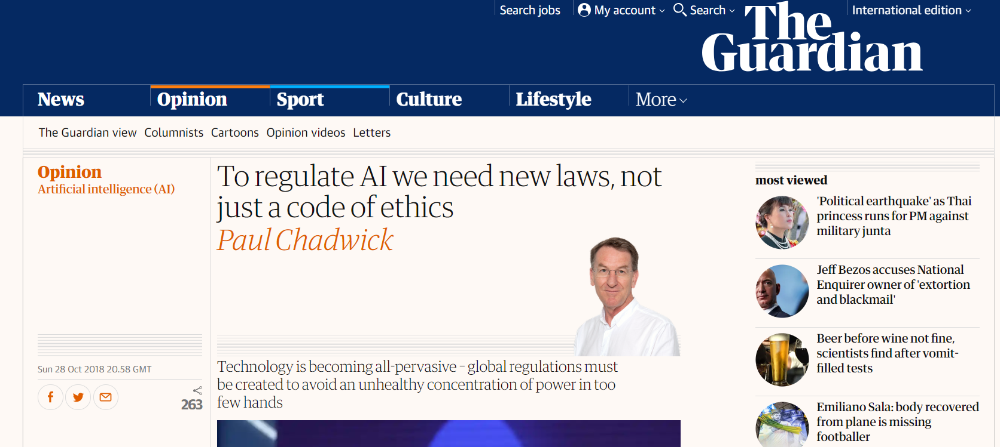 Search jobs
My account
Search
International edition
The
Guardian
News
Opinion
Sport
Culture
Lifestyle
More
The Guardian view
Columnists
Cartoons
Opinion videos
Letters
Opinion
Artificial intelligence (AI)
To regulate AI we need new laws, not
just a code of ethics
Paul Chadwick
Sun 28 Oct 2018 20.58 GMT
263
Technology is becoming all-pervasive – global regulations must
be created to avoid an unhealthy concentration of power in too
few hands
most viewed
'Political earthquake' as Thai
princess runs for PM against
military junta
Jeff Bezos accuses National
Enquirer owner of 'extortion
and blackmail'
Beer before wine not fine,
scientists find after vomit-
filled tests
Emiliano Sala: body recovered
from plane is missing
footballer